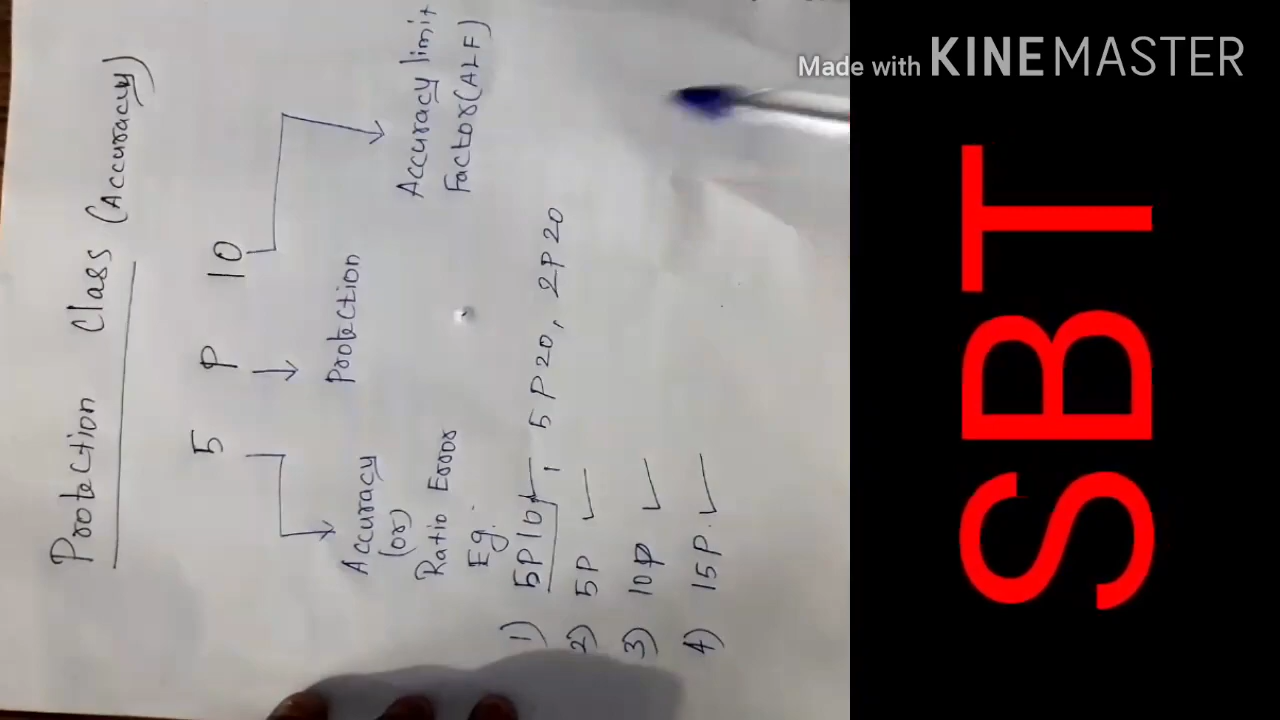 Protection Class (Accuracy)
5 P 10
Accuracy (or) Ratio Error
Protection
Accuracy limit Factor (ALF)
Eg:
1) 5P10, 5P20, 2P20
2) 5P
3) 10P
4) 15P.
Made with KINEMASTER
SBT